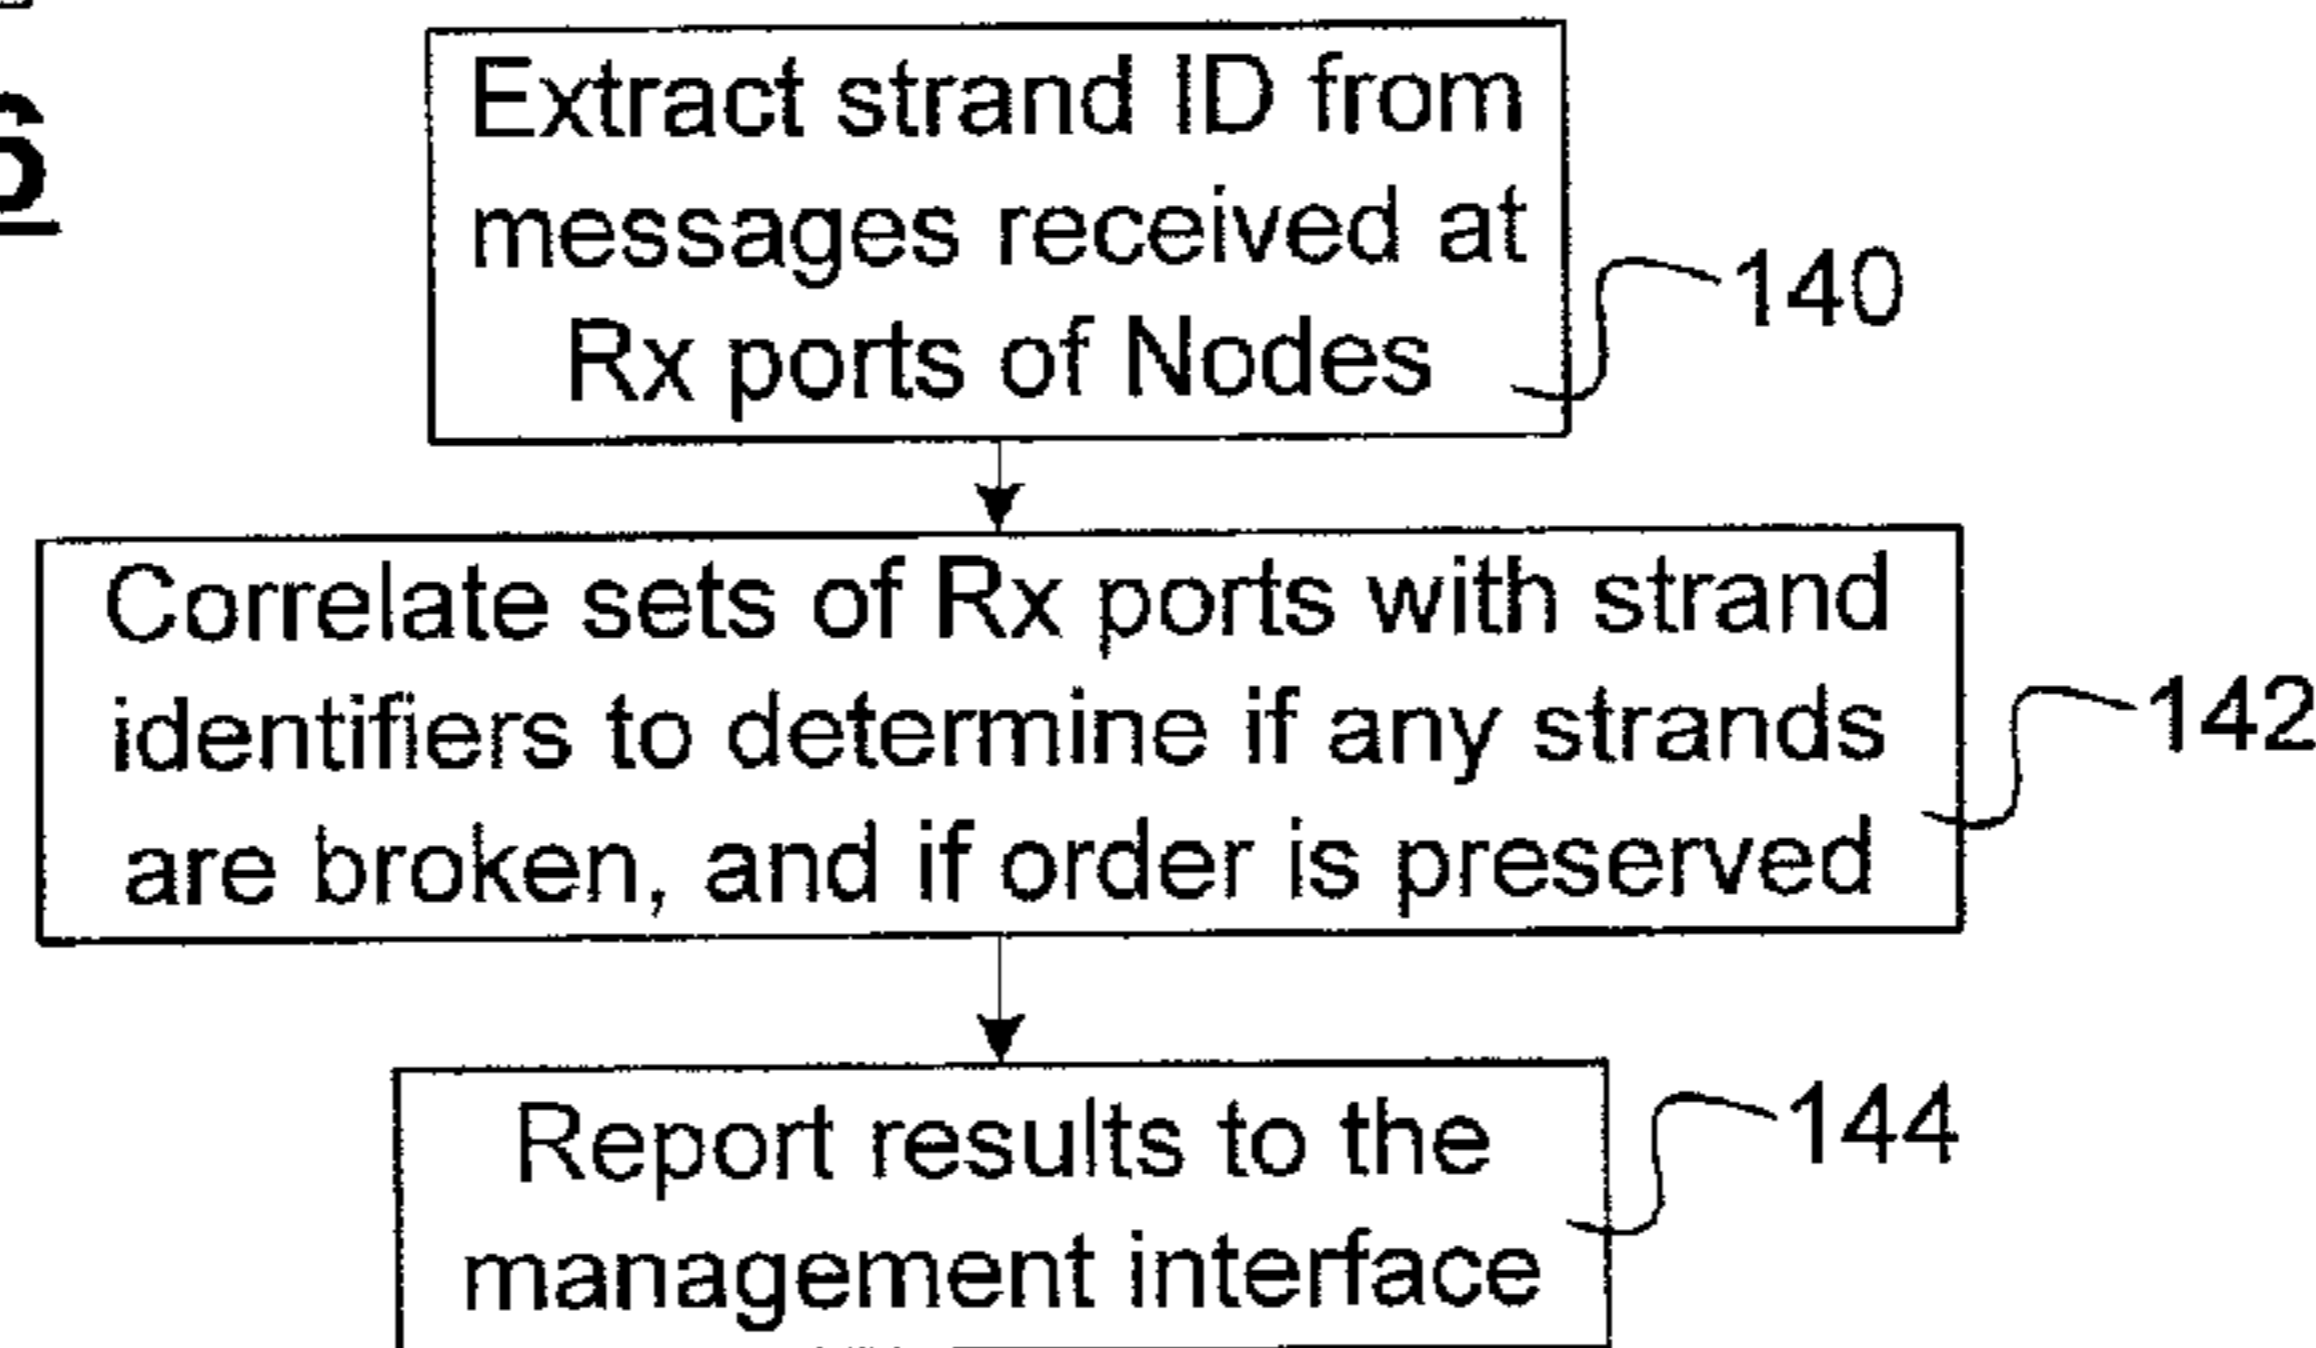 Extract strand ID from
messages received at
Rx ports of Nodes
140
Correlate sets of Rx ports with strand
identifiers to determine if any strands
are broken, and if order is preserved
142
Report results to the
management interface
144